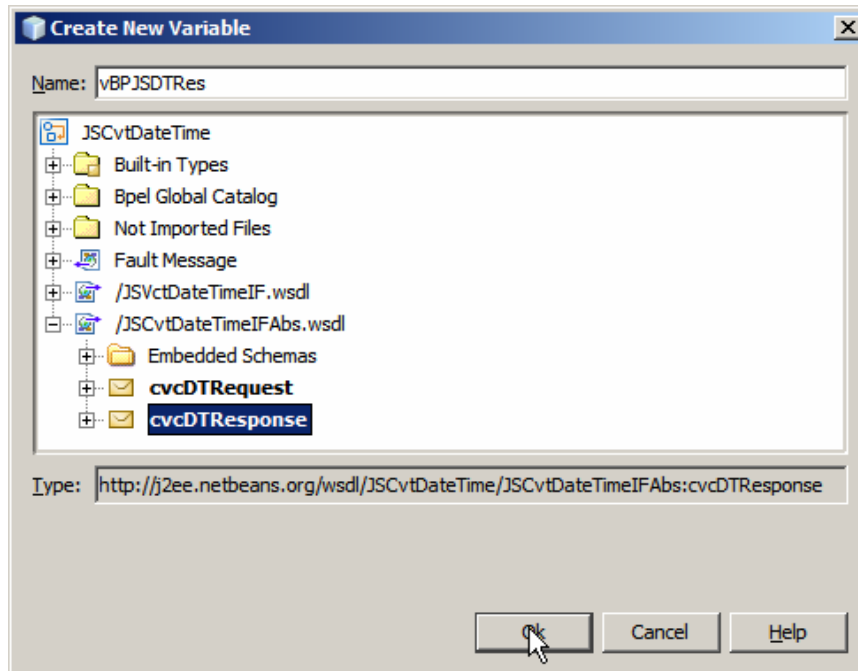 Create New Variable
Name: vBPJSDTRes
JSCvtDateTime
Built-in Types
Bpel Global Catalog
Not Imported Files
Fault Message
/JSVctDateTimeIF.wsdl
/JSCvtDateTimeIFAbs.wsdl
Embedded Schemas
cvcDTRequest
cvcDTResponse
Type: http://j2ee.netbeans.org/wsdl/JSCvtDateTime/JSCvtDateTimeIFAbs:cvcDTResponse
Ok Cancel Help